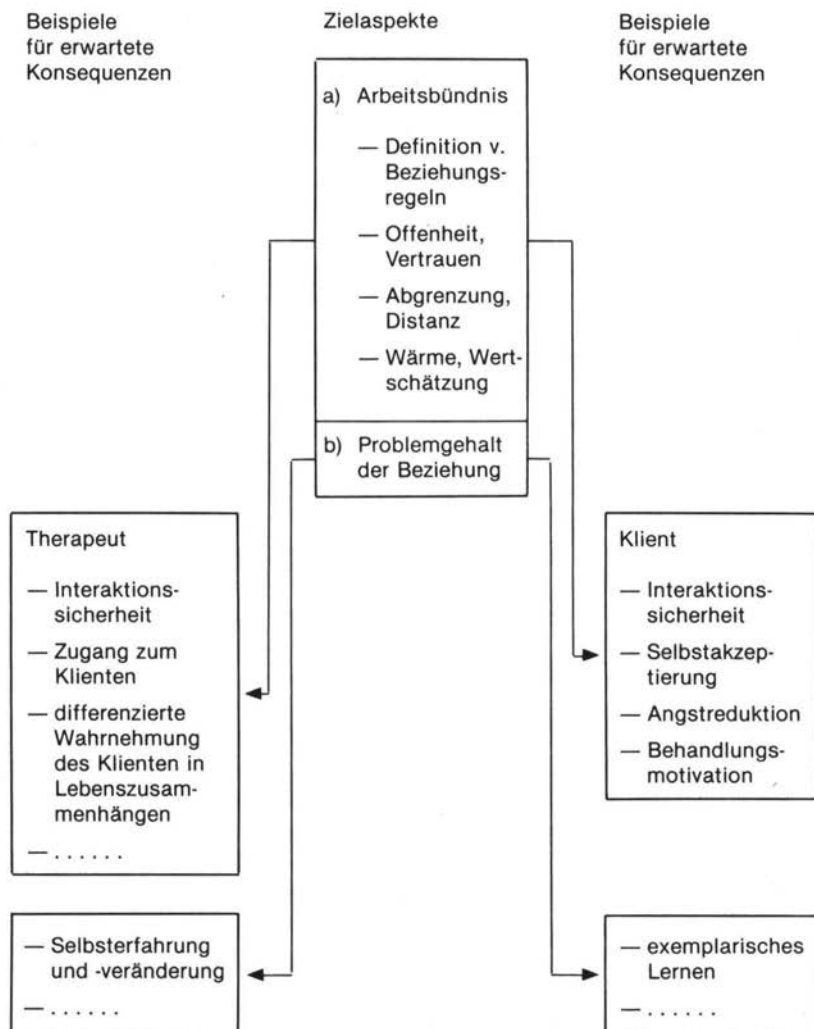 Beispiele
für erwartete
Konsequenzen
Zielaspekte
Beispiele
für erwartete
Konsequenzen
a) Arbeitsbündnis
— Definition v.
Beziehungs-
regeln
— Offenheit,
Vertrauen
— Abgrenzung,
Distanz
— Wärme, Wert-
schätzung
b) Problemgehalt
der Beziehung
Therapeut
— Interaktions-
sicherheit
— Zugang zum
Klienten
— differenzierte
Wahrnehmung
des Klienten in
Lebenszusam-
menhängen
— . . . . . .
Klient
— Interaktions-
sicherheit
— Selbstakzep-
tierung
— Angstreduktion
— Behandlungs-
motivation
— Selbsterfahrung
und -veränderung
— . . . . . .
— exemplarisches
Lernen
— . . . . . .